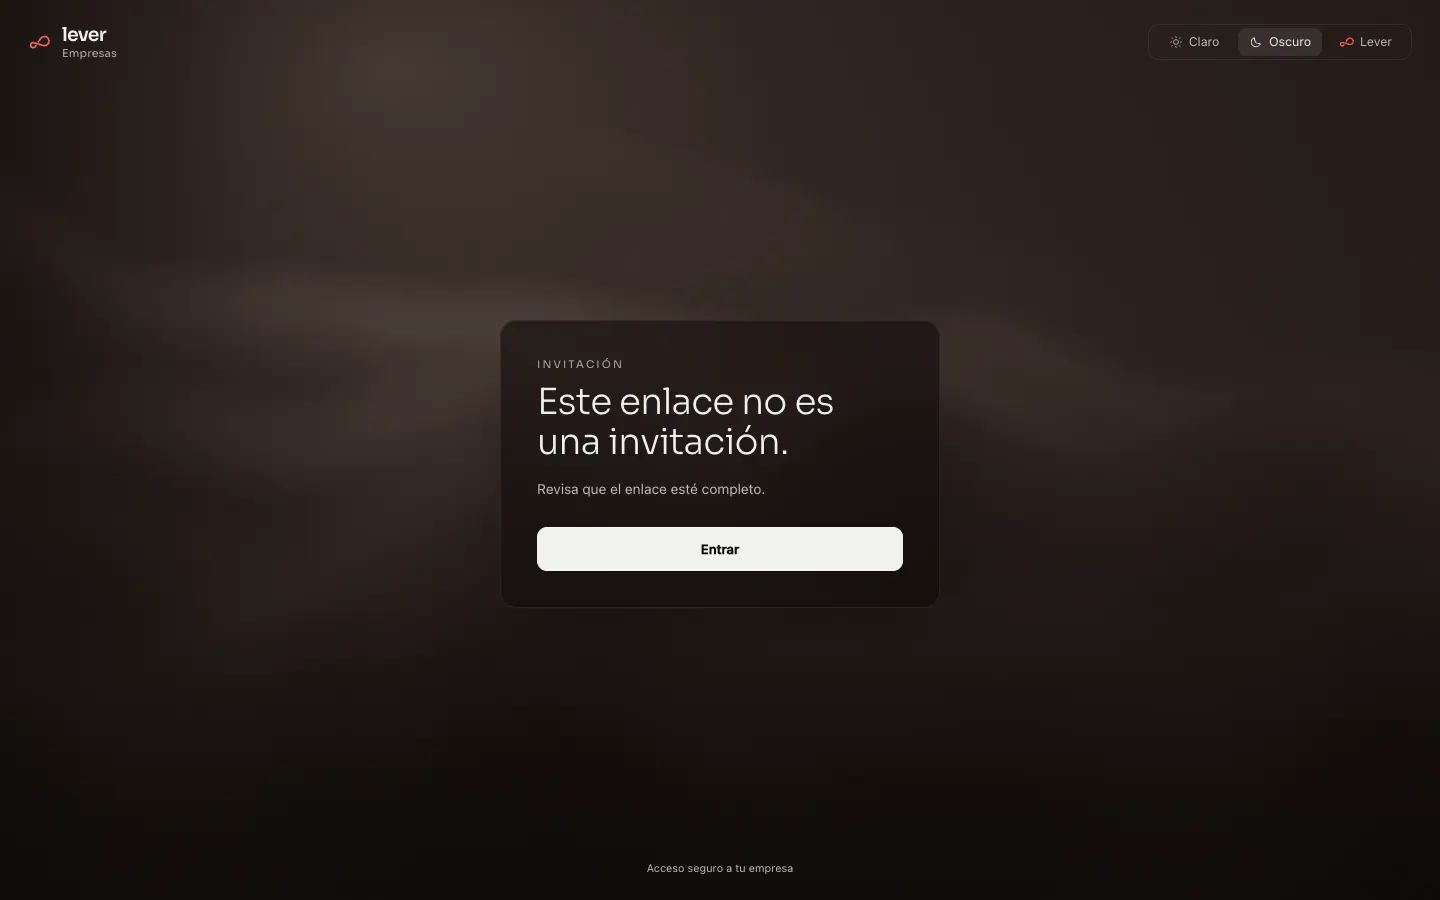 lever
Empresas
Claro
Oscuro
Lever
INVITACIÓN
Este enlace no es
una invitación.
Revisa que el enlace esté completo.
Entrar
Acceso seguro a tu empresa